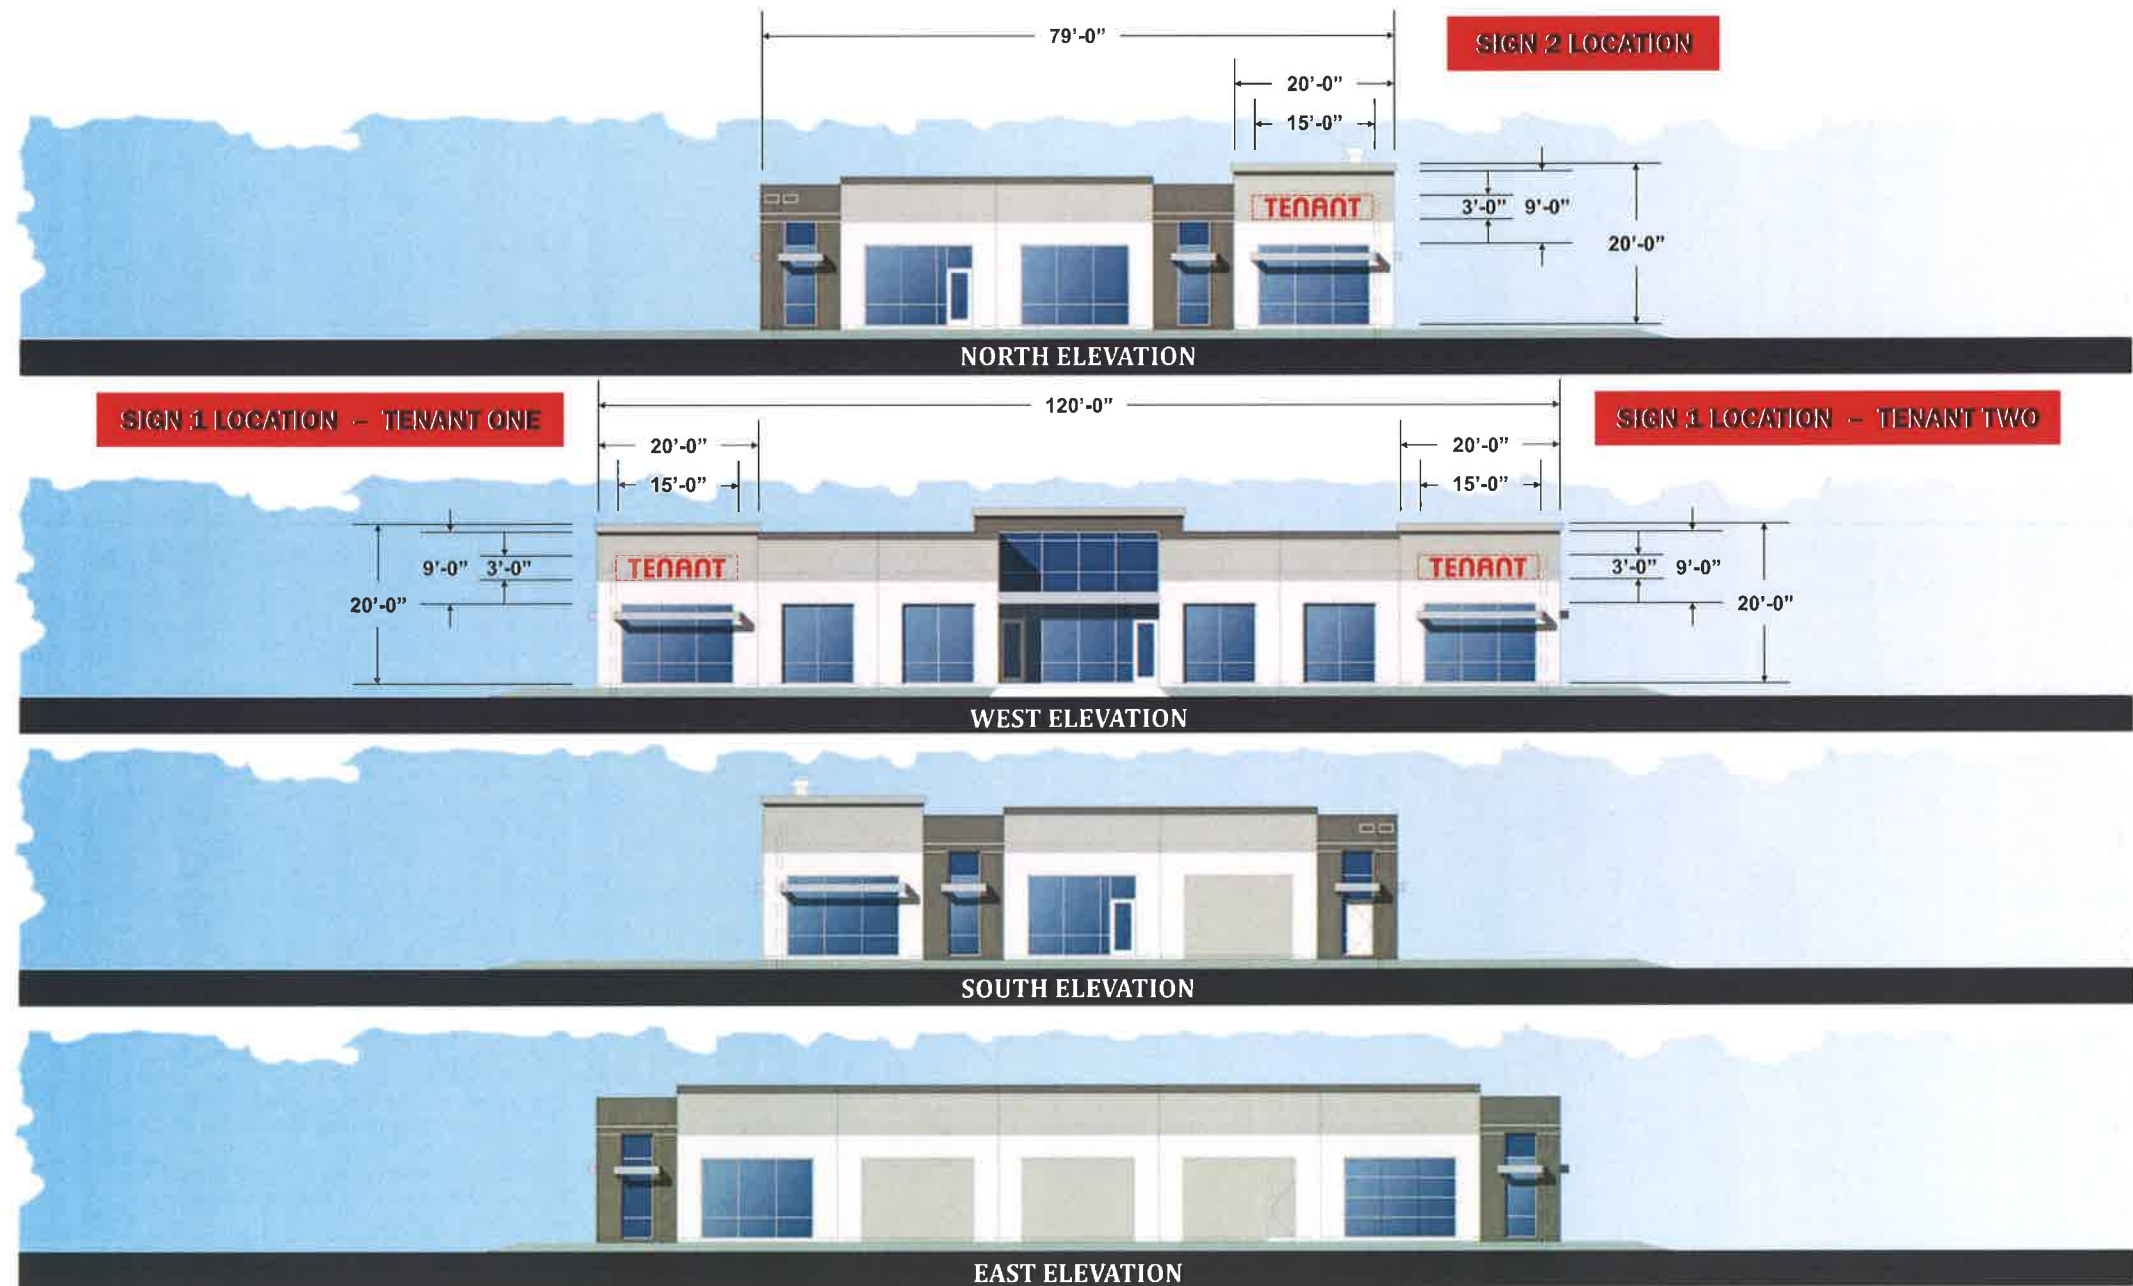 79’-0”
SIGN 2 LOCATION
20’-0”
15’-0”
TENANT
3’-0” 9’-0”
20’-0”
NORTH ELEVATION
SIGN 1 LOCATION – TENANT ONE
120’-0”
SIGN 1 LOCATION – TENANT TWO
20’-0”
20’-0”
15’-0”
15’-0”
9’-0” 3’-0”
TENANT
TENANT
3’-0” 9’-0”
20’-0”
20’-0”
WEST ELEVATION
SOUTH ELEVATION
EAST ELEVATION